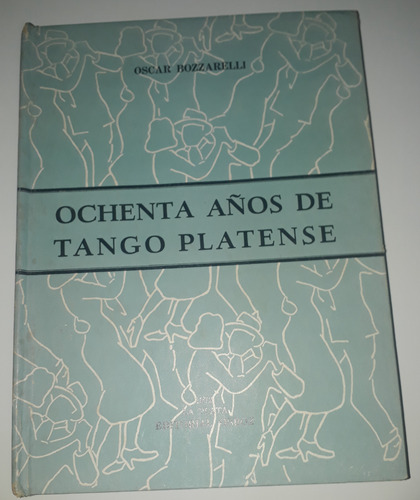 OSCAR BOZZARELLI
OCHENTA AÑOS DE
TANGO PLATENSE